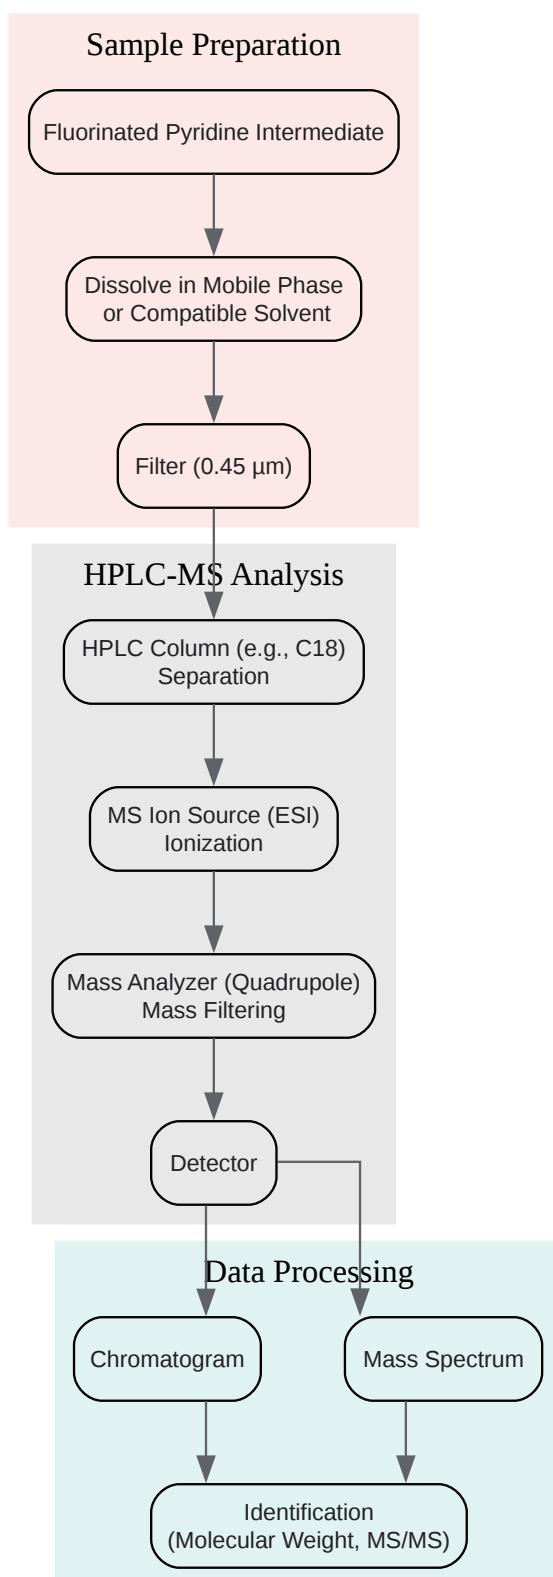 Sample Preparation
Fluorinated Pyridine Intermediate
Dissolve in Mobile Phase
or Compatible Solvent
Filter (0.45 µm)
HPLC-MS Analysis
HPLC Column (e.g., C18)
Separation
MS Ion Source (ESI)
Ionization
Mass Analyzer (Quadrupole)
Mass Filtering
Detector
Data Processing
Chromatogram
Mass Spectrum
Identification
(Molecular Weight, MS/MS)